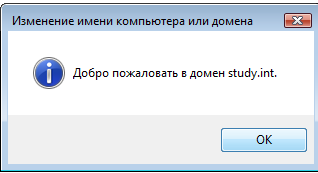 Изменение имени компьютера или домена
Добро пожаловать в домен study.int.
OK